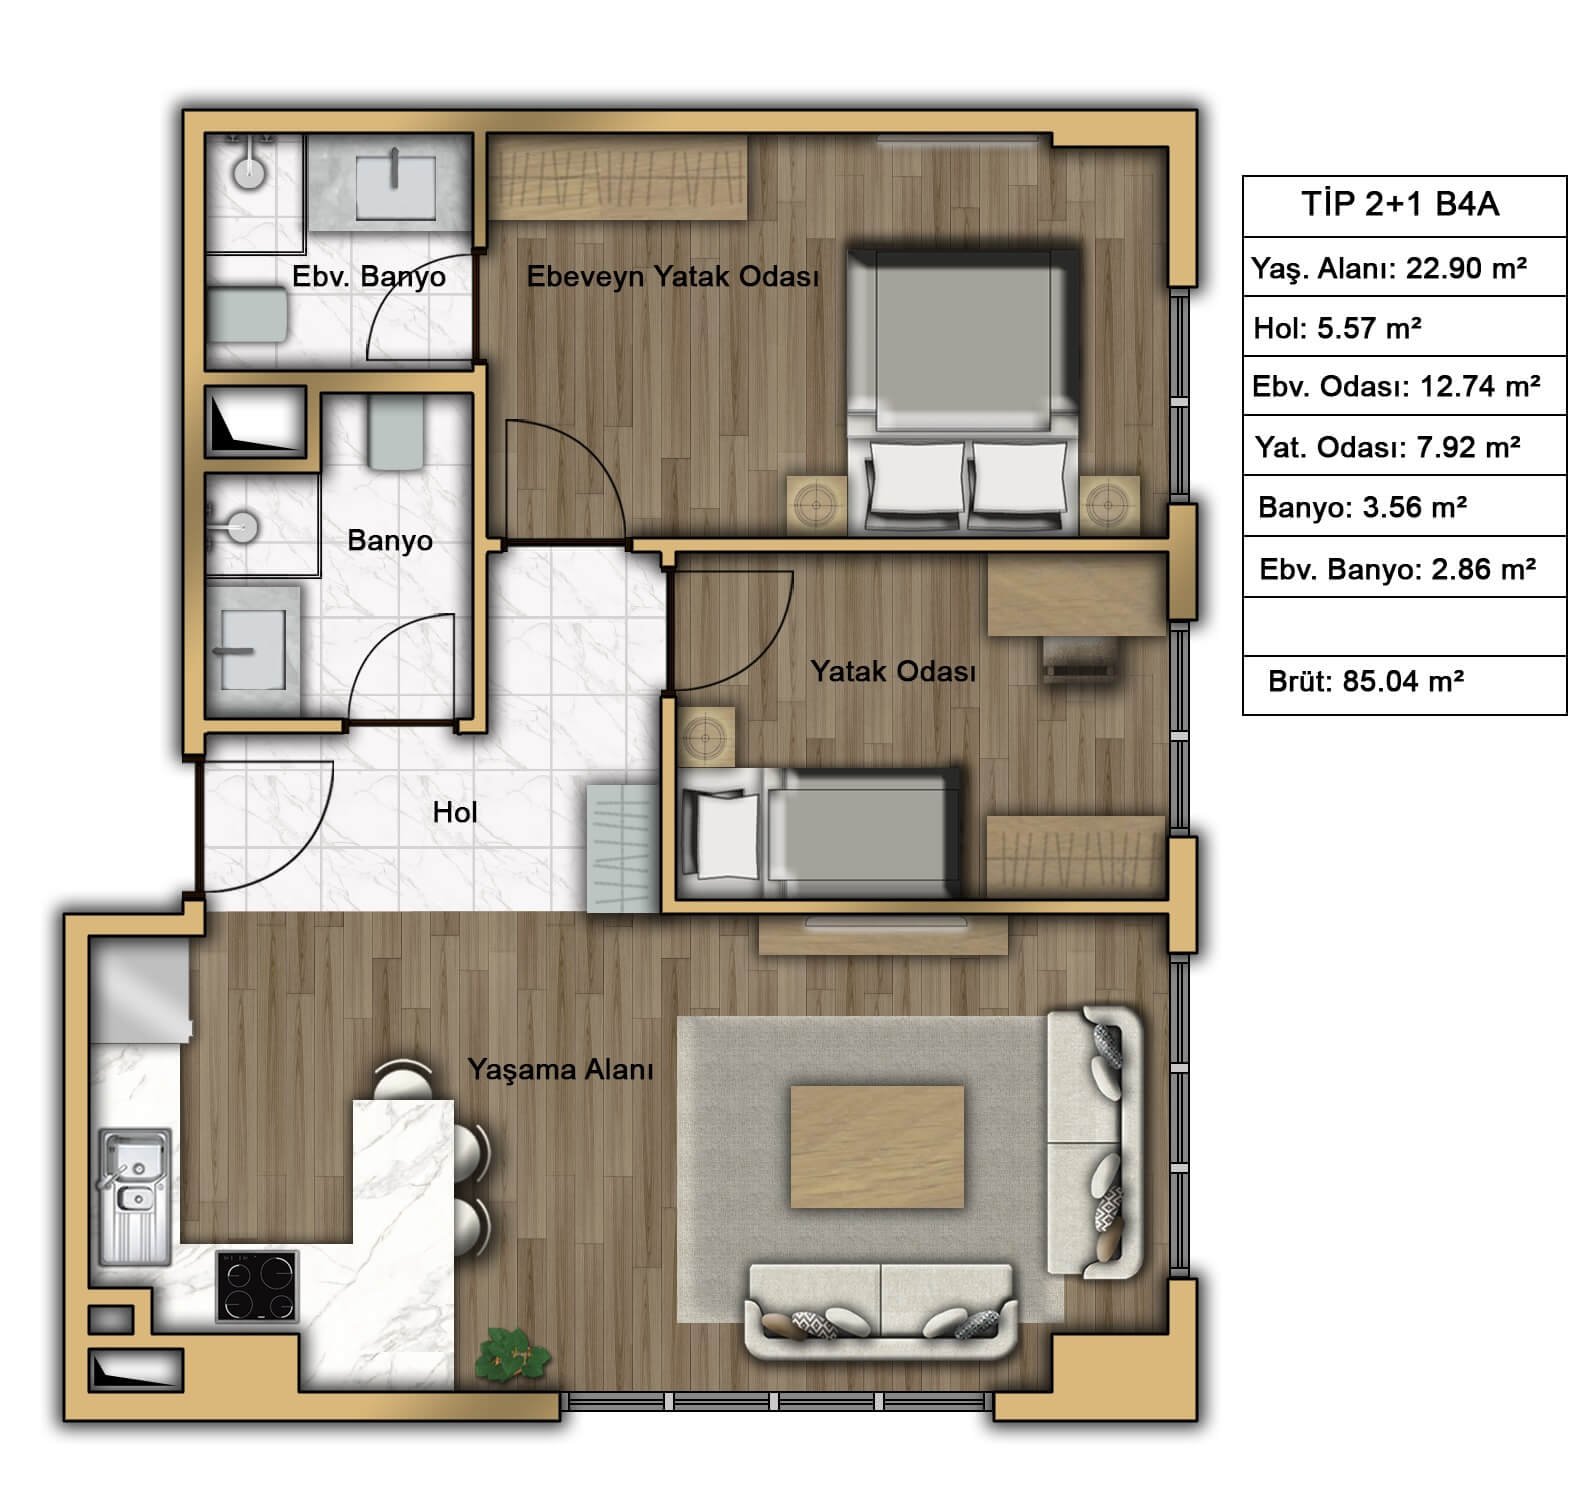 Ebv. Banyo
Ebeveyn Yatak Odası
Banyo
Yatak Odası
Hol
Yaşama Alanı
TİP 2+1 B4A
Yaş. Alanı: 22.90 m²
Hol: 5.57 m²
Ebv. Odası: 12.74 m²
Yat. Odası: 7.92 m²
Banyo: 3.56 m²
Ebv. Banyo: 2.86 m²
Brüt: 85.04 m²